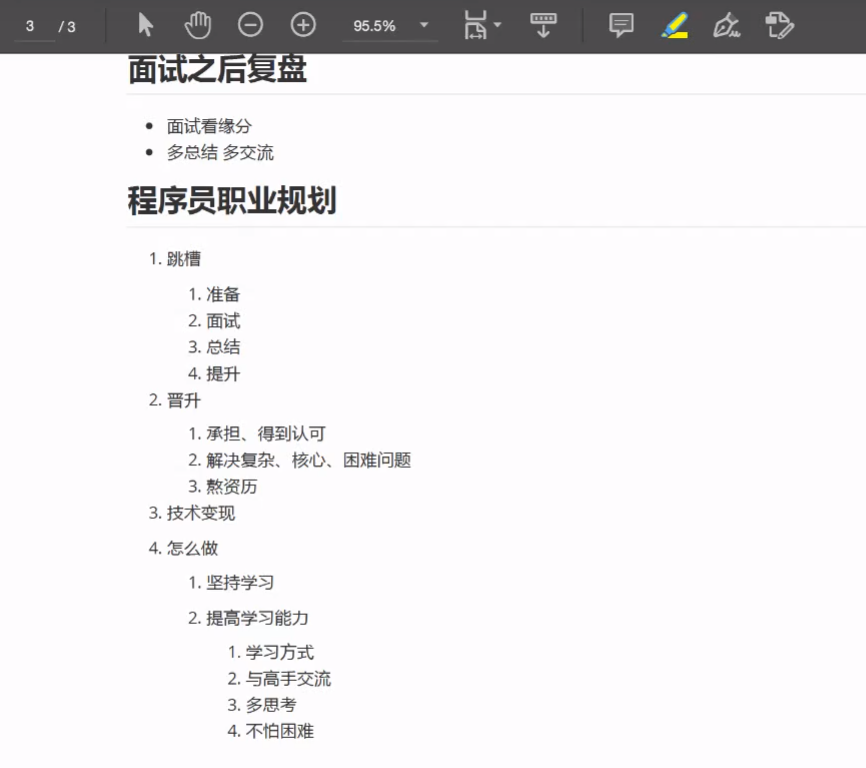 3 / 3 95.5%
面试之后复盘
• 面试看缘分
• 多总结 多交流
程序员职业规划
1. 跳槽
1. 准备
2. 面试
3. 总结
4. 提升
2. 晋升
1. 承担、得到认可
2. 解决复杂、核心、困难问题
3. 熬资历
3. 技术变现
4. 怎么做
1. 坚持学习
2. 提高学习能力
1. 学习方式
2. 与高手交流
3. 多思考
4. 不怕困难